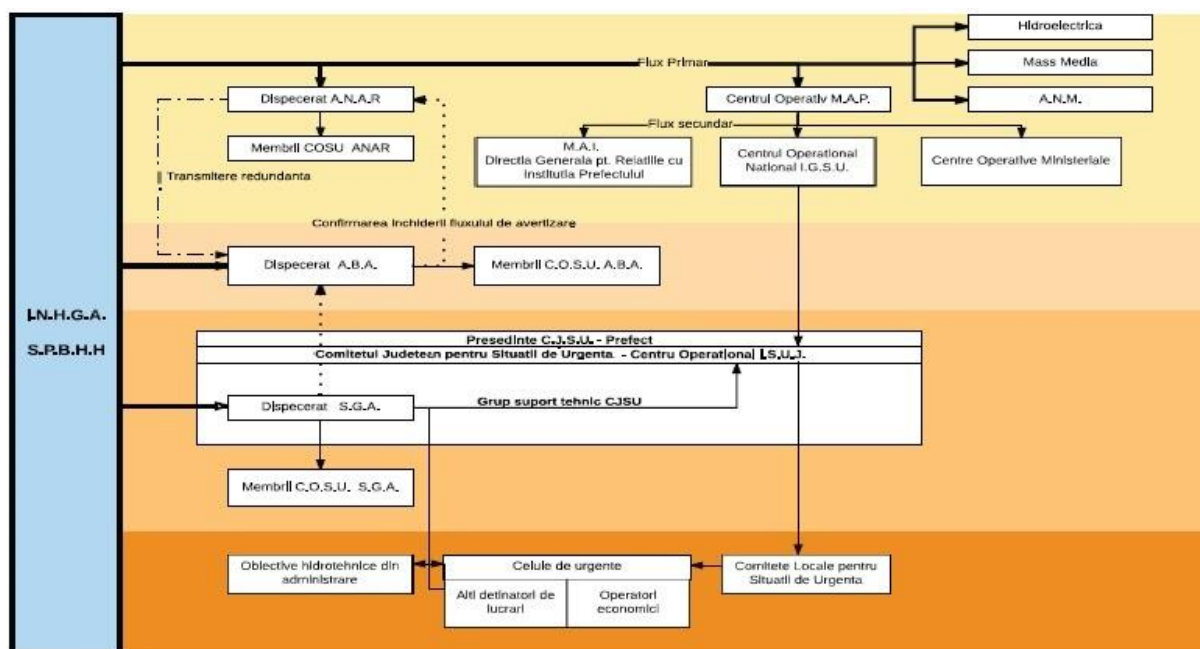 Hidroelectrica
Flux Primar
Mass Media
Dispecerat A.N.A.R
Centrul Operativ M.A.P.
A.N.M.
Flux secundar
Membrii COSU ANAR
M.A.I.
Directia Generala pt. Relatiile cu
Institutia Prefectului
Centrul Operational
National I.G.S.U.
Centre Operative Ministeriale
Transmitere redundanta
Confirmarea inchiderii fluxului de avertizare
Dispecerat A.B.A.
Membrii C.O.S.U. A.B.A.
I.N.H.G.A.
S.P.B.H.H
Presedinte C.J.S.U. - Prefect
Comitetul Judetean pentru Situatii de Urgenta - Centru Operational I.S.U.J.
Dispecerat S.G.A.
Grup suport tehnic CJSU
Membrii C.O.S.U. S.G.A.
Obiective hidrotehnice din
administrare
Celule de urgente
Alti detinatori de
lucrari
Operatori
economici
Comitete Locale pentru
Situatii de Urgenta